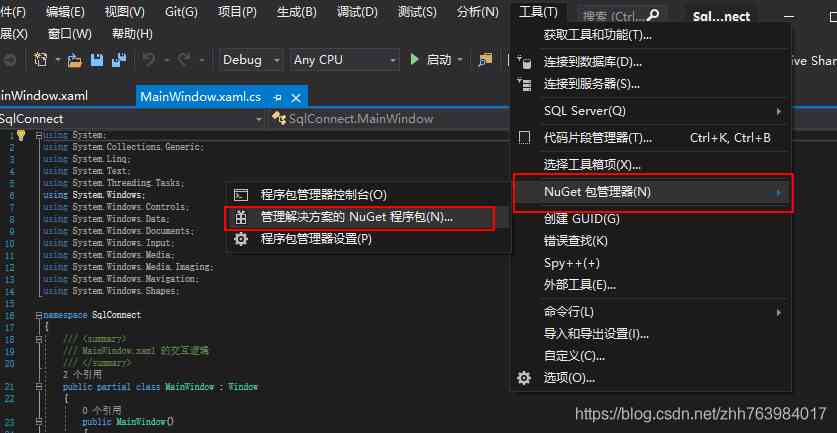 件(F) 编辑(E) 视图(V) Git(G) 项目(P) 生成(B) 调试(D) 测试(S) 分析(N) 工具(T) 搜索 (Ctrl... Sql...nect
展(X) 窗口(W) 帮助(H)
Debug Any CPU 启动 ive Share
inWindow.xaml MainWindow.xaml.cs
SqlConnect SqlConnect.MainWindow
1 using System;
2 using System.Collections.Generic;
3 using System.Linq;
4 using System.Text;
5 using System.Threading.Tasks;
6 using System.Windows;
7 using System.Windows.Controls;
8 using System.Windows.Data;
9 using System.Windows.Documents;
10 using System.Windows.Input;
11 using System.Windows.Media;
12 using System.Windows.Media.Imaging;
13 using System.Windows.Navigation;
14 using System.Windows.Shapes;
15
16 namespace SqlConnect
17 {
18 /// <summary>
19 /// MainWindow.xaml 的交互逻辑
20 /// </summary>
2 个引用
21 public partial class MainWindow : Window
22 {
0 个引用
23 public MainWindow()
程序包管理器控制台(O)
管理解决方案的 NuGet 程序包(N)...
程序包管理器设置(P)
获取工具和功能(T)...
连接到数据库(D)...
连接到服务器(S)...
SQL Server(Q)
代码片段管理器(T)... Ctrl+K, Ctrl+B
选择工具箱项(X)...
NuGet 包管理器(N)
创建 GUID(G)
错误查找(K)
Spy++(+)
外部工具(E)...
命令行(L)
导入和导出设置(I)...
自定义(C)...
选项(O)...
https://blog.csdn.net/zhh763984017